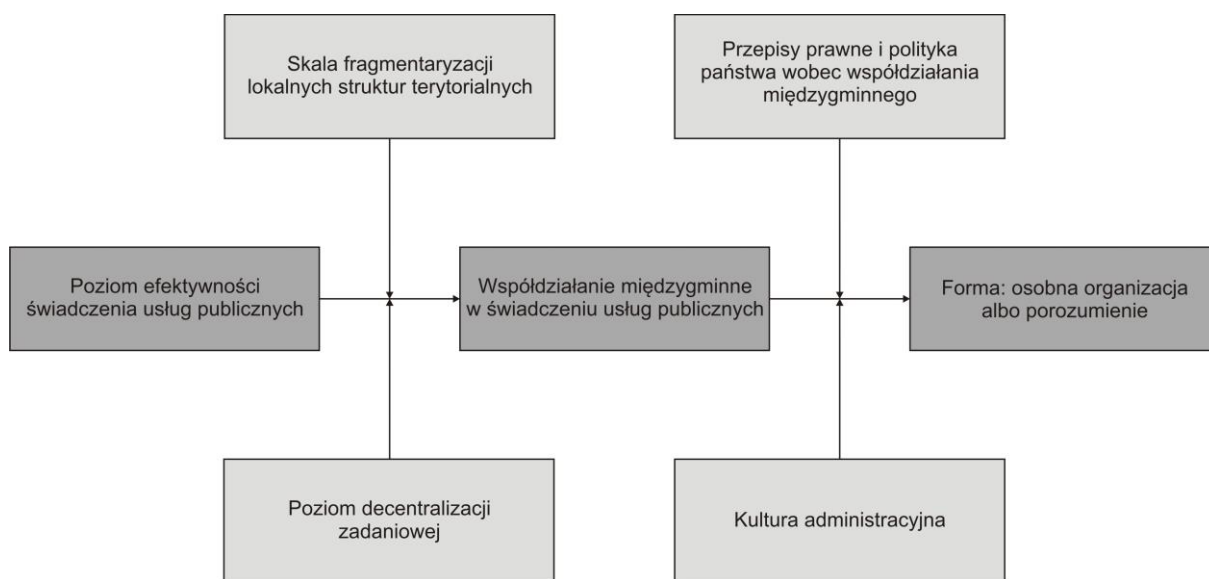 Skala fragmentaryzacji
lokalnych struktur terytorialnych
Przepisy prawne i polityka
państwa wobec współdziałania
międzygminnego
Poziom efektywności
świadczenia usług publicznych
Współdziałanie międzygminne
w świadczeniu usług publicznych
Forma: osobna organizacja
albo porozumienie
Poziom decentralizacji
zadaniowej
Kultura administracyjna